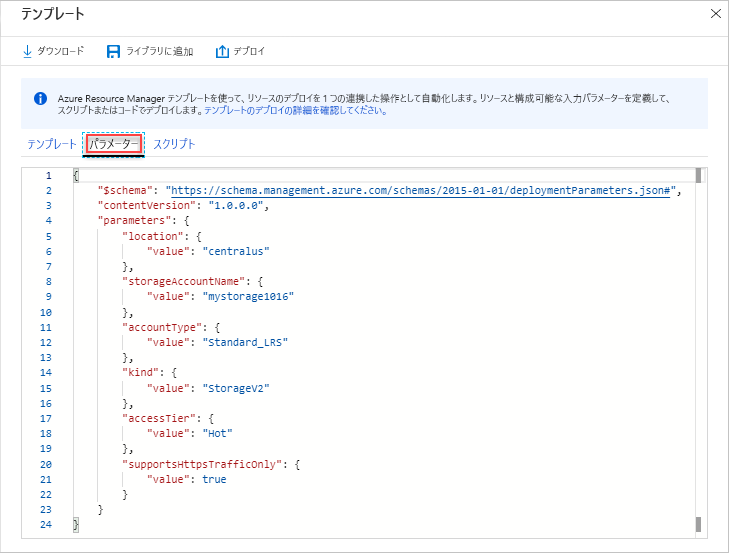 テンプレート
ダウンロード ライブラリに追加 デプロイ
Azure Resource Manager テンプレートを使って、リソースのデプロイを 1 つの連携した操作として自動化します。リソースと構成可能な入力パラメーターを定義して、
スクリプトまたはコードでデプロイします。テンプレートのデプロイの詳細を確認してください。
テンプレート パラメーター スクリプト
1 {
2 "$schema": "https://schema.management.azure.com/schemas/2015-01-01/deploymentParameters.json#",
3 "contentVersion": "1.0.0.0",
4 "parameters": {
5 "location": {
6 "value": "centralus"
7 },
8 "storageAccountName": {
9 "value": "mystorage1016"
10 },
11 "accountType": {
12 "value": "Standard_LRS"
13 },
14 "kind": {
15 "value": "StorageV2"
16 },
17 "accessTier": {
18 "value": "Hot"
19 },
20 "supportsHttpsTrafficOnly": {
21 "value": true
22 }
23 }
24 }